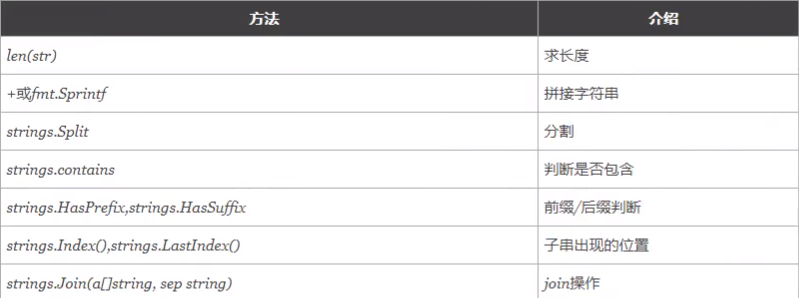 方法 介绍
len(str) 求长度
+或fmt.Sprintf 拼接字符串
strings.Split 分割
strings.contains 判断是否包含
strings.HasPrefix,strings.HasSuffix 前缀/后缀判断
strings.Index(),strings.LastIndex() 子串出现的位置
strings.Join(a[]string, sep string) join操作